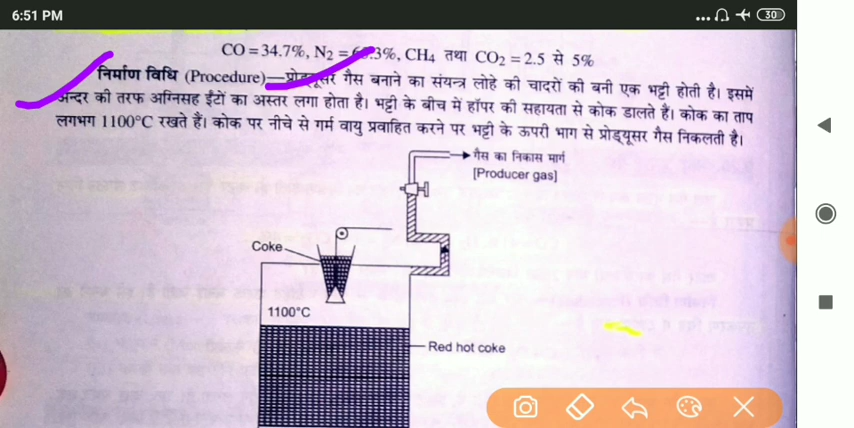 6:51 PM
30
CO = 34.7%, N₂ = 3%, CH₄ तथा CO₂ = 2.5 से 5%
निर्माण विधि (Procedure)—प्रोड्यूसर गैस बनाने का संयन्त्र लोहे की चादरों की बनी एक भट्टी होती है। इसमें
अन्दर की तरफ अग्निसह ईंटों का अस्तर लगा होता है। भट्टी के बीच में हॉपर की सहायता से कोक डालते हैं। कोक का ताप
लगभग 1100°C रखते हैं। कोक पर नीचे से गर्म वायु प्रवाहित करने पर भट्टी के ऊपरी भाग से प्रोड्यूसर गैस निकलती है।
गैस का निकास मार्ग
[Producer gas]
Coke
1100°C
Red hot coke